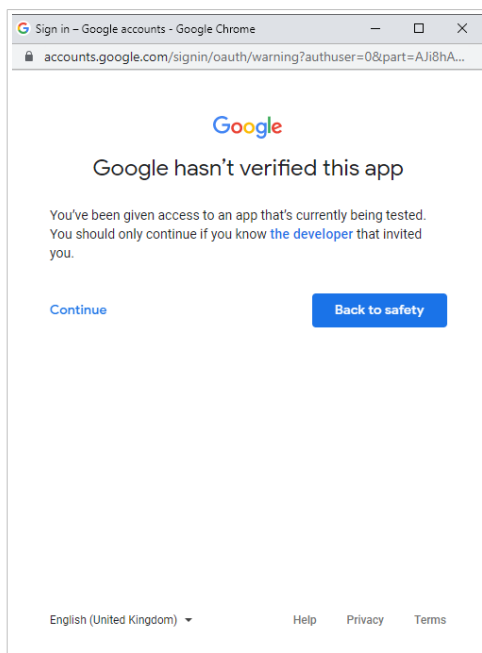 Sign in – Google accounts - Google Chrome
accounts.google.com/signin/oauth/warning?authuser=0&part=AJi8hA...
Google
Google hasn't verified this app
You've been given access to an app that's currently being tested.
You should only continue if you know the developer that invited
you.
Continue
Back to safety
English (United Kingdom)
Help
Privacy
Terms